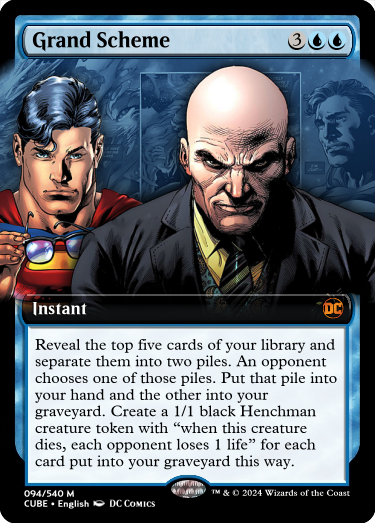 Grand Scheme 3
Instant DC
Reveal the top five cards of your library and
separate them into two piles. An opponent
chooses one of those piles. Put that pile into
your hand and the other into your
graveyard. Create a 1/1 black Henchman
creature token with “when this creature
dies, each opponent loses 1 life” for each
card put into your graveyard this way.
094/540 M
CUBE • English DC COMICS ™ & © 2024 Wizards of the Coast